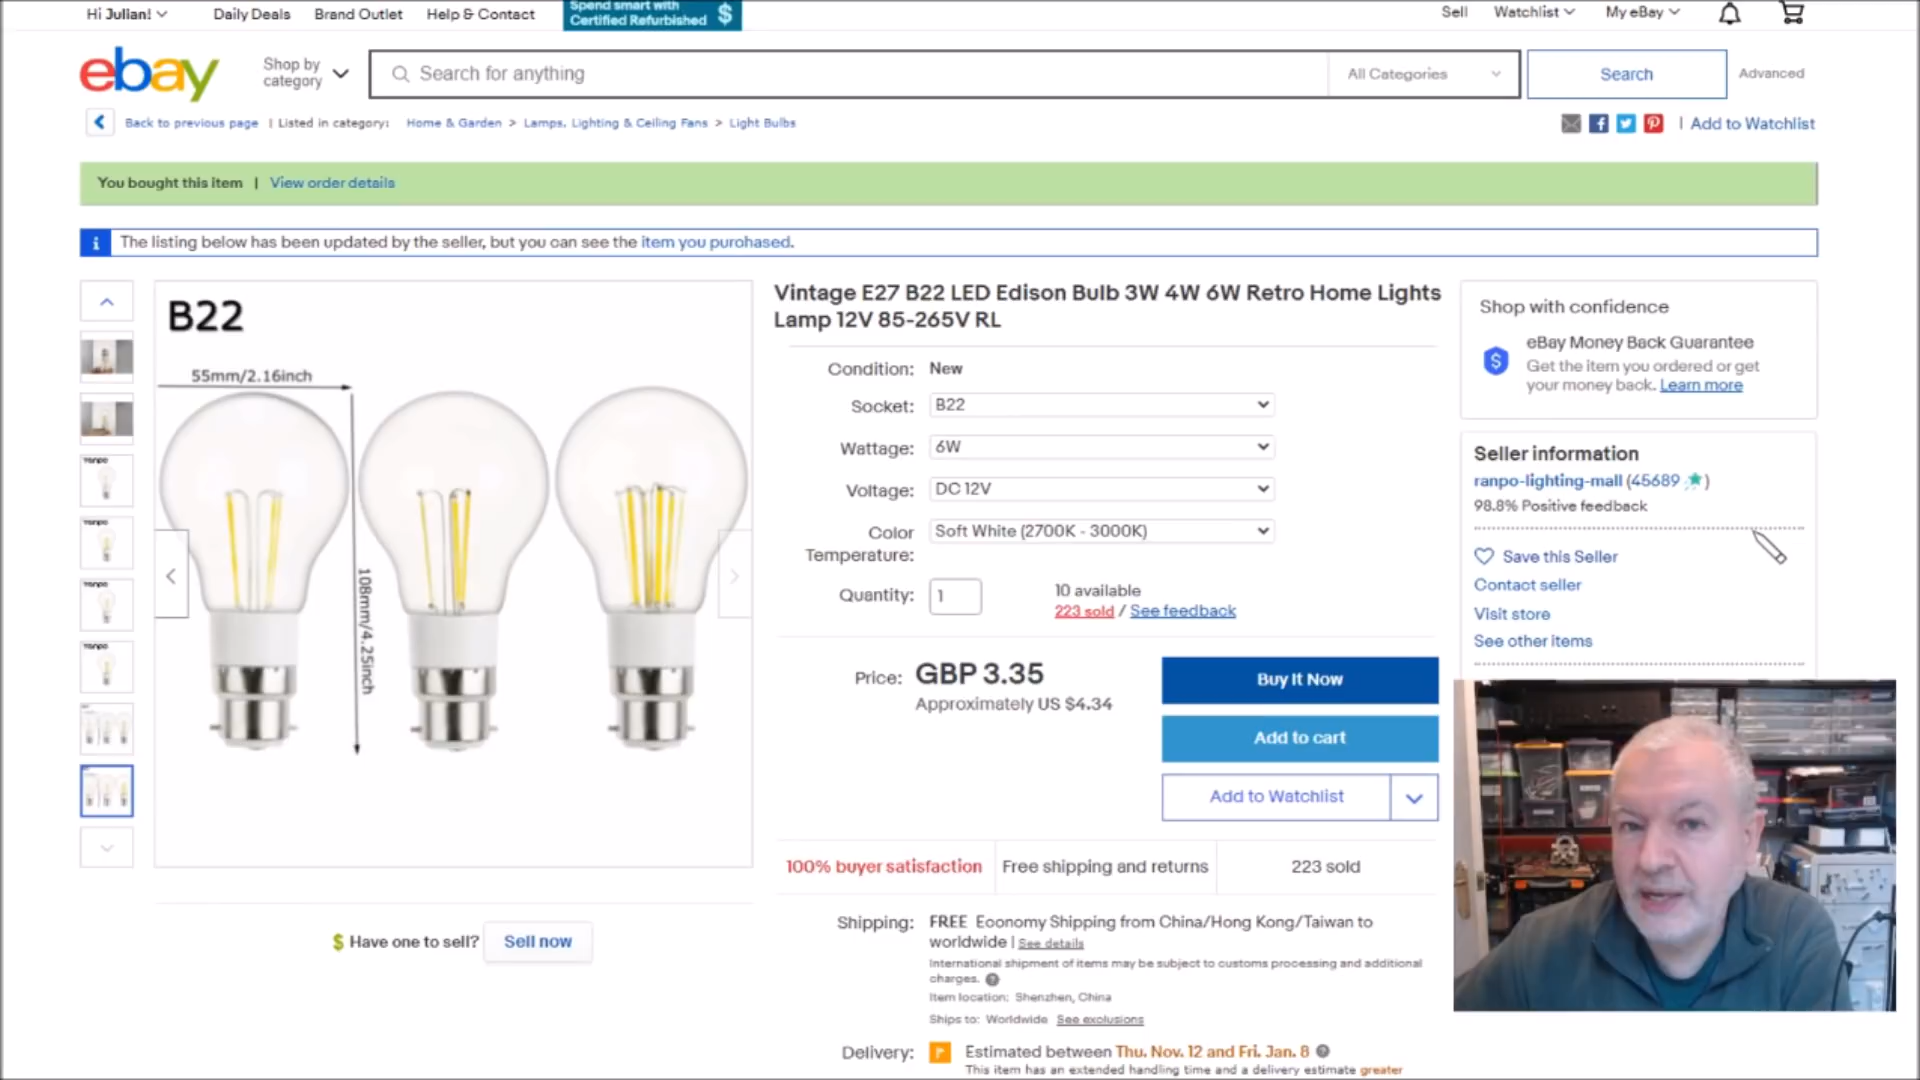 Hi Julian!
Daily Deals
Brand Outlet
Help & Contact
Spend smart with
Certified Refurbished
$
Sell
Watchlist
My eBay
ebay
Shop by
category
Search for anything
All Categories
Search
Advanced
Back to previous page | Listed in category: Home & Garden > Lamps, Lighting & Ceiling Fans > Light Bulbs
| Add to Watchlist
You bought this item | View order details
i The listing below has been updated by the seller, but you can see the item you purchased.
B22
55mm/2.16inch
108mm/4.25inch
ranpo
ranpo
ranpo
ranpo
$ Have one to sell? Sell now
Vintage E27 B22 LED Edison Bulb 3W 4W 6W Retro Home Lights
Lamp 12V 85-265V RL
Condition: New
Socket: B22
Wattage: 6W
Voltage: DC 12V
Color
Temperature:
Soft White (2700K - 3000K)
Quantity: 1
10 available
223 sold / See feedback
Price: GBP 3.35
Approximately US $4.34
Buy It Now
Add to cart
Add to Watchlist
100% buyer satisfaction
Free shipping and returns
223 sold
Shipping: FREE Economy Shipping from China/Hong Kong/Taiwan to
worldwide | See details
International shipment of items may be subject to customs processing and additional
charges. ?
Item location: Shenzhen, China
Ships to: Worldwide See exclusions
Delivery: Estimated between Thu. Nov. 12 and Fri. Jan. 8 ?
This item has an extended handling time and a delivery estimate greater
Shop with confidence
eBay Money Back Guarantee
Get the item you ordered or get
your money back. Learn more
Seller information
ranpo-lighting-mall (45689)
98.8% Positive feedback
Save this Seller
Contact seller
Visit store
See other items